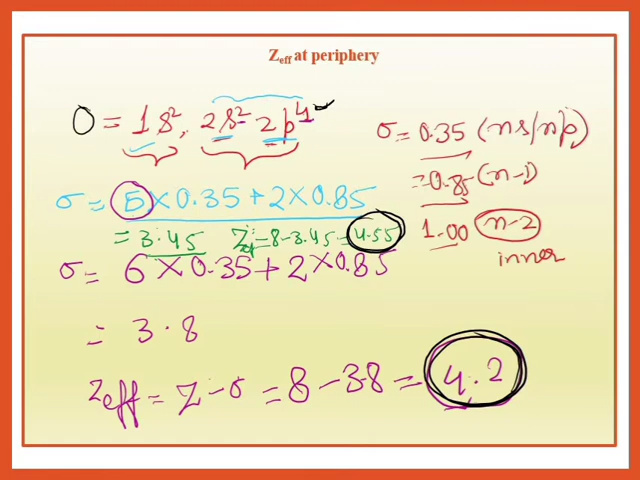 Zeff at periphery
O = 1s², 2s² 2p⁴
σ = 0.35 (ns/np)
= 0.85 (n-1)
1.00 (n-2)
inner
σ = 5 × 0.35 + 2 × 0.85
= 3.45 Zeff = 8 - 3.45 = 4.55
σ = 6 × 0.35 + 2 × 0.85
= 3.8
Zeff = Z - σ = 8 - 3.8 = 4.2